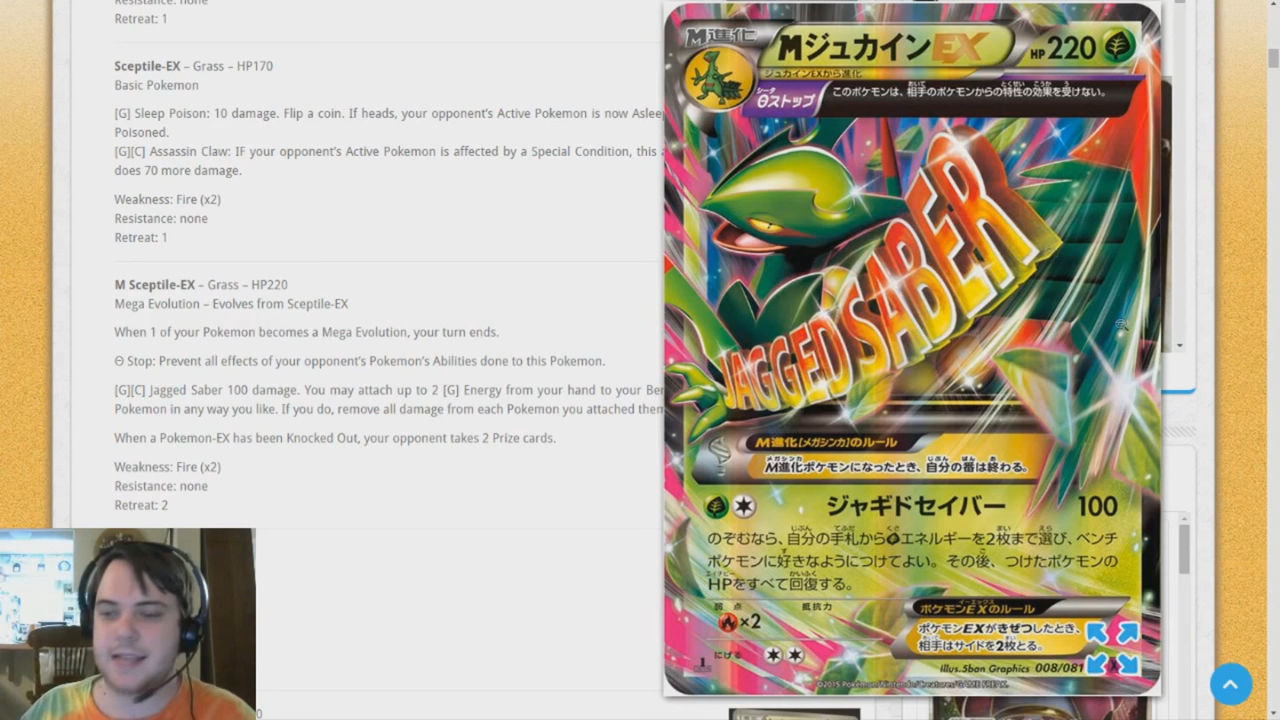 Resistance: none
Retreat: 1
Sceptile-EX – Grass – HP170
Basic Pokemon
[G] Sleep Poison: 10 damage. Flip a coin. If heads, your opponent's Active Pokemon is now Aslee
Poisoned.
[G][C] Assassin Claw: IF your opponent's Active Pokemon is affected by a Special Condition, this a
does 70 more damage.
Weakness: Fire (x2)
Resistance: none
Retreat: 1
M Sceptile-EX – Grass – HP220
Mega Evolution – Evolves from Sceptile-EX
When 1 of your Pokemon becomes a Mega Evolution, your turn ends.
Θ Stop: Prevent all effects of your opponent's Pokemon's Abilities done to this Pokemon.
[G][C] Jagged Saber 100 damage. You may attach up to 2 [G] Energy from your hand to your Ben
Pokemon in any way you like. If you do, remove all damage from each Pokemon you attached them
When a Pokemon-EX has been Knocked Out, your opponent takes 2 Prize cards.
Weakness: Fire (x2)
Resistance: none
Retreat: 2
M進化
MジュカインEX HP220
ジュカインEXから進化
シータ
Θストップ
このポケモンは、相手のポケモンからの特性の効果を受けない。
JAGGED SABER
M進化[メガシンカ]のルール
M進化ポケモンになったとき、自分の番は終わる。
ジャギドセイバー 100
のぞむなら、自分の手札からエネルギーを2枚まで選び、ベンチ
ポケモンに好きなようにつけてよい。その後、つけたポケモンの
HPをすべて回復する。
弱点 抵抗力
×2
にげる
ポケモンEXのルール
ポケモンEXがきぜつしたとき、
相手はサイドを2枚とる。
Illus.5ban Graphics 008/081
©2015 Pokémon/Nintendo/Creatures/GAME FREAK.